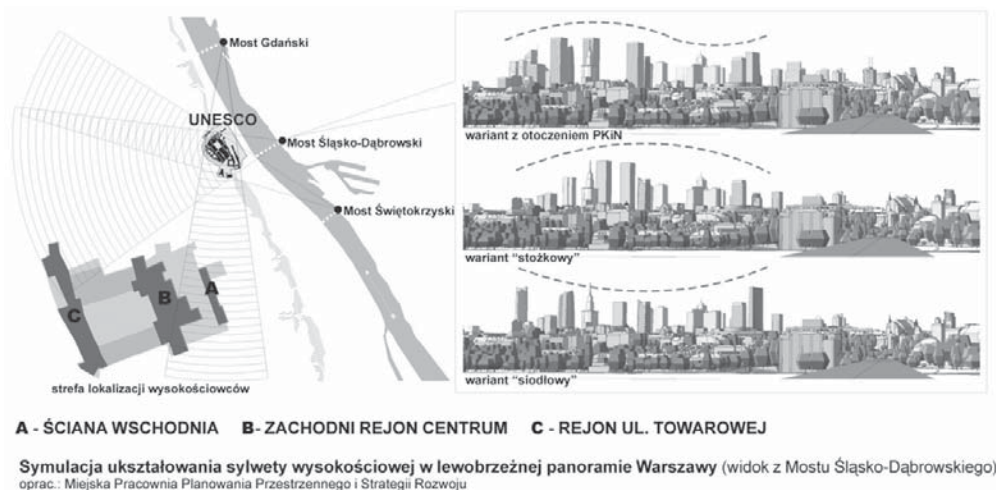 Most Gdański
UNESCO
Most Śląsko-Dąbrowski
Most Świętokrzyski
A
B
C
strefa lokalizacji wysokościowców
wariant z otoczeniem PKiN
wariant "stożkowy"
wariant "siodłowy"
A - ŚCIANA WSCHODNIA B- ZACHODNI REJON CENTRUM C - REJON UL. TOWAROWEJ
Symulacja ukształtowania sylwety wysokościowej w lewobrzeżnej panoramie Warszawy (widok z Mostu Śląsko-Dąbrowskiego)
oprac.: Miejska Pracownia Planowania Przestrzennego i Strategii Rozwoju